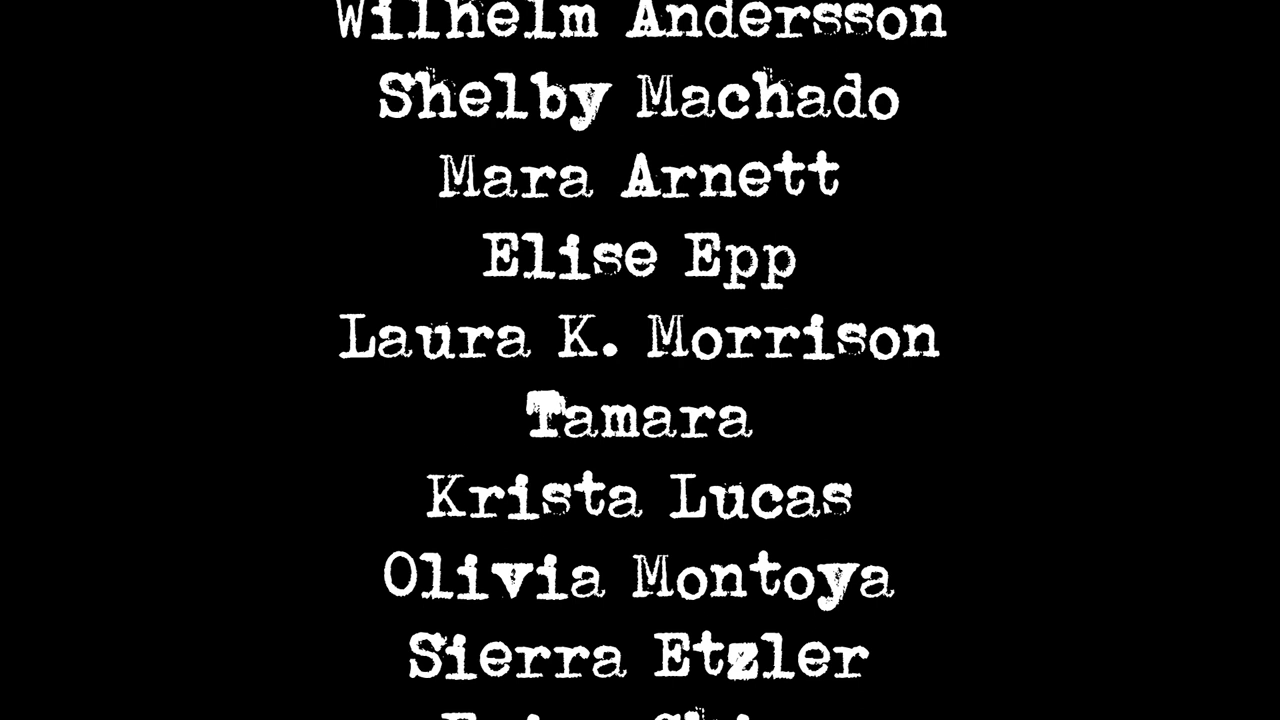 Wilhelm Andersson
Shelby Machado
Mara Arnett
Elise Epp
Laura K. Morrison
Tamara
Krista Lucas
Olivia Montoya
Sierra Etzler